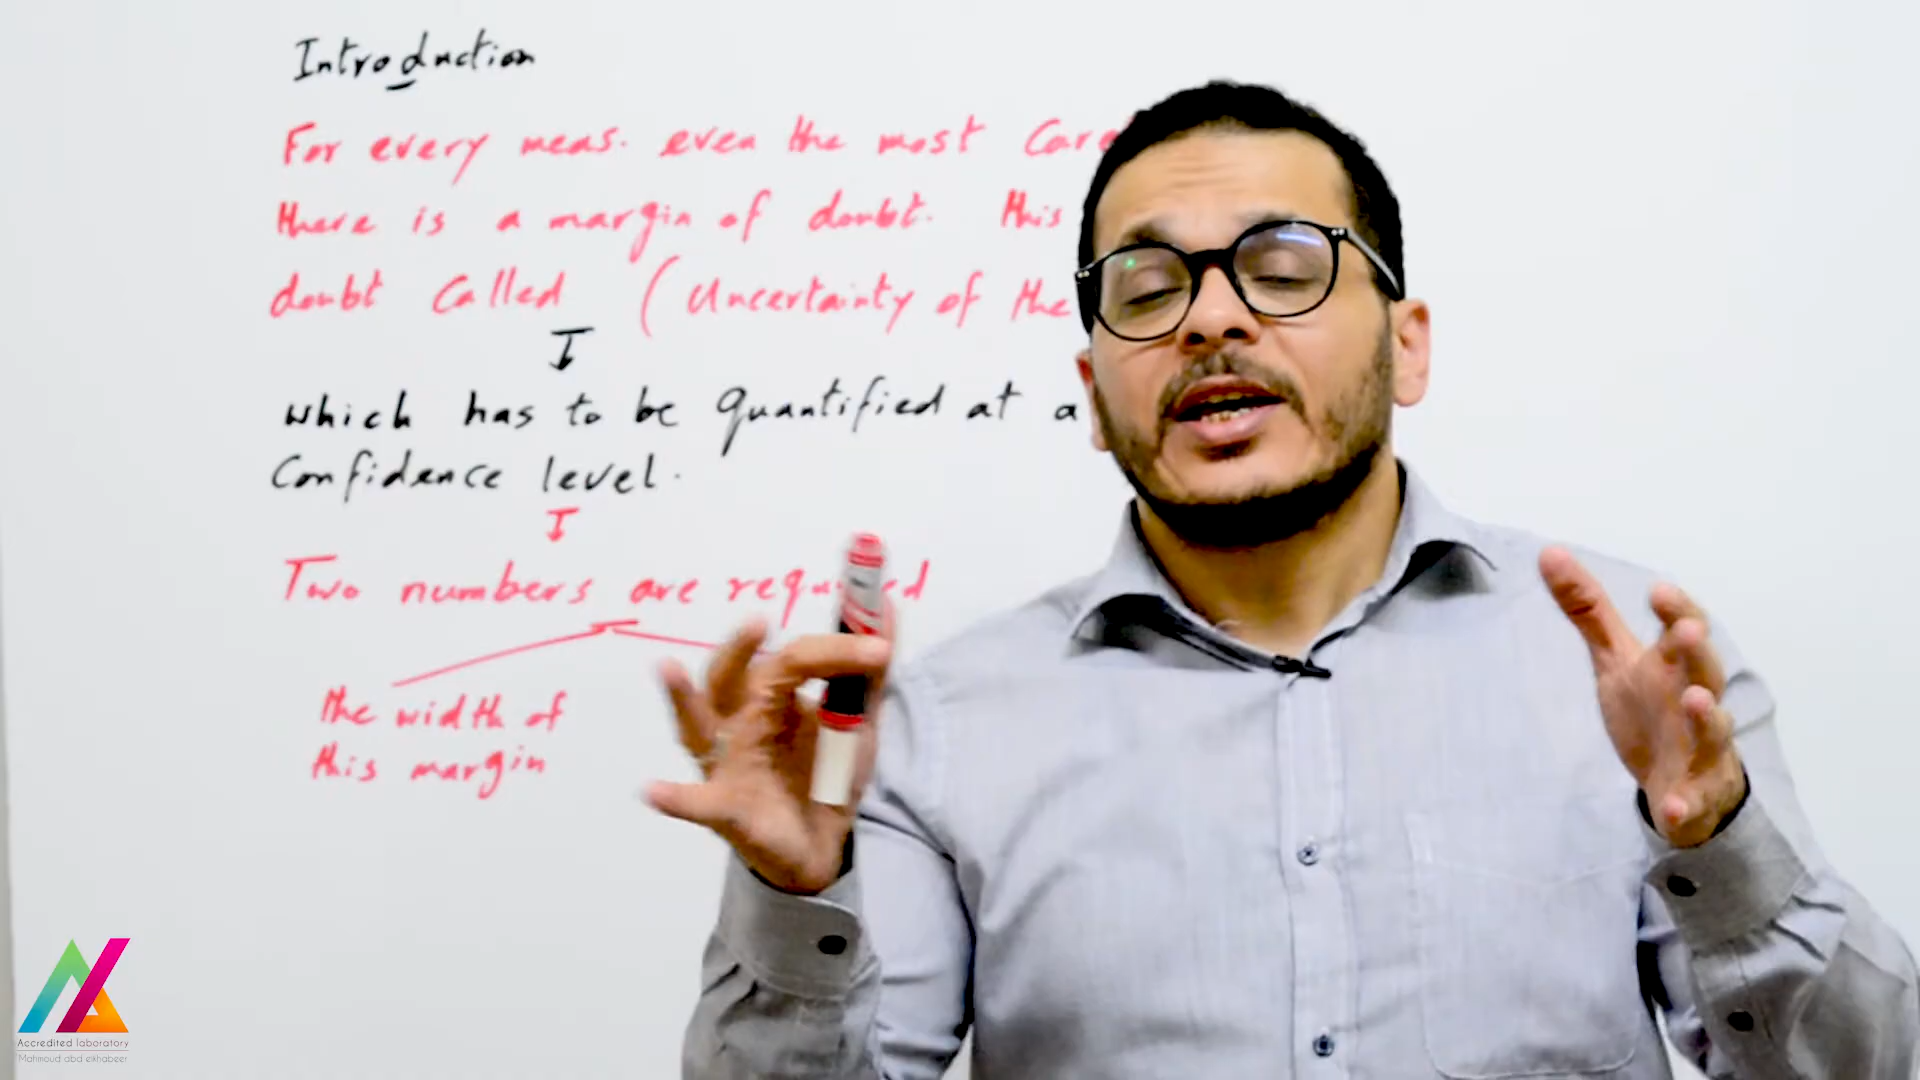 Introduction
For every meas. even the most
there is a margin of doubt. this
doubt called (Uncertainty of the
which has to be quantified at a
Confidence level.
Two numbers are
the width of
this margin
Accredited laboratory
Mahmoud abd elkhabeer